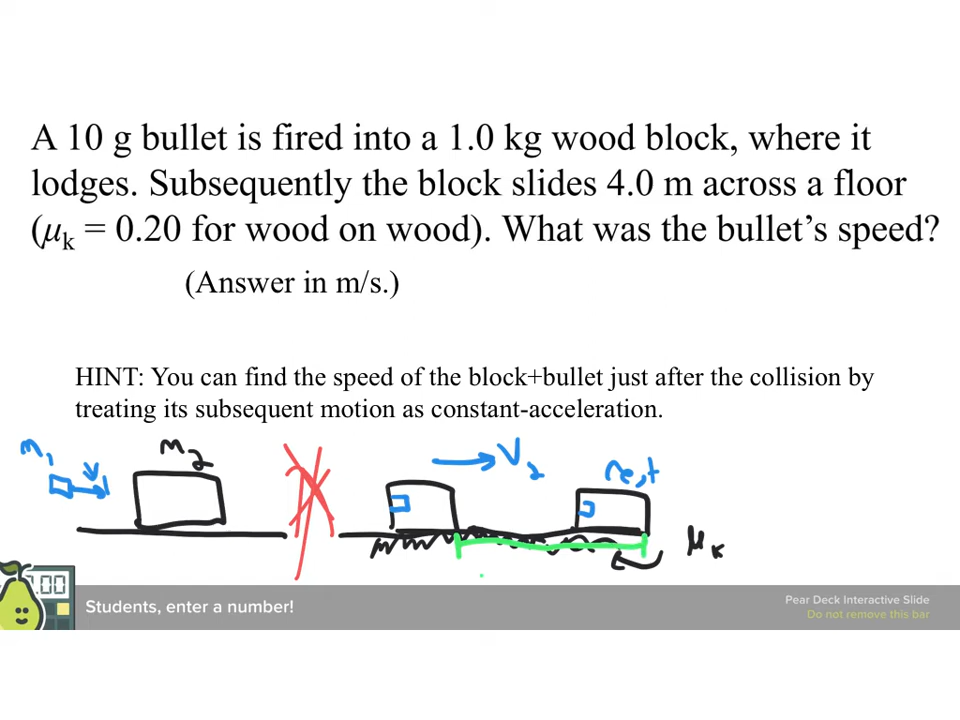 A 10 g bullet is fired into a 1.0 kg wood block, where it
lodges. Subsequently the block slides 4.0 m across a floor
(μk = 0.20 for wood on wood). What was the bullet’s speed?
(Answer in m/s.)
HINT: You can find the speed of the block+bullet just after the collision by
treating its subsequent motion as constant-acceleration.
m1
V
m2
V2
rest
μk
.00
Students, enter a number!
Pear Deck Interactive Slide
Do not remove this bar